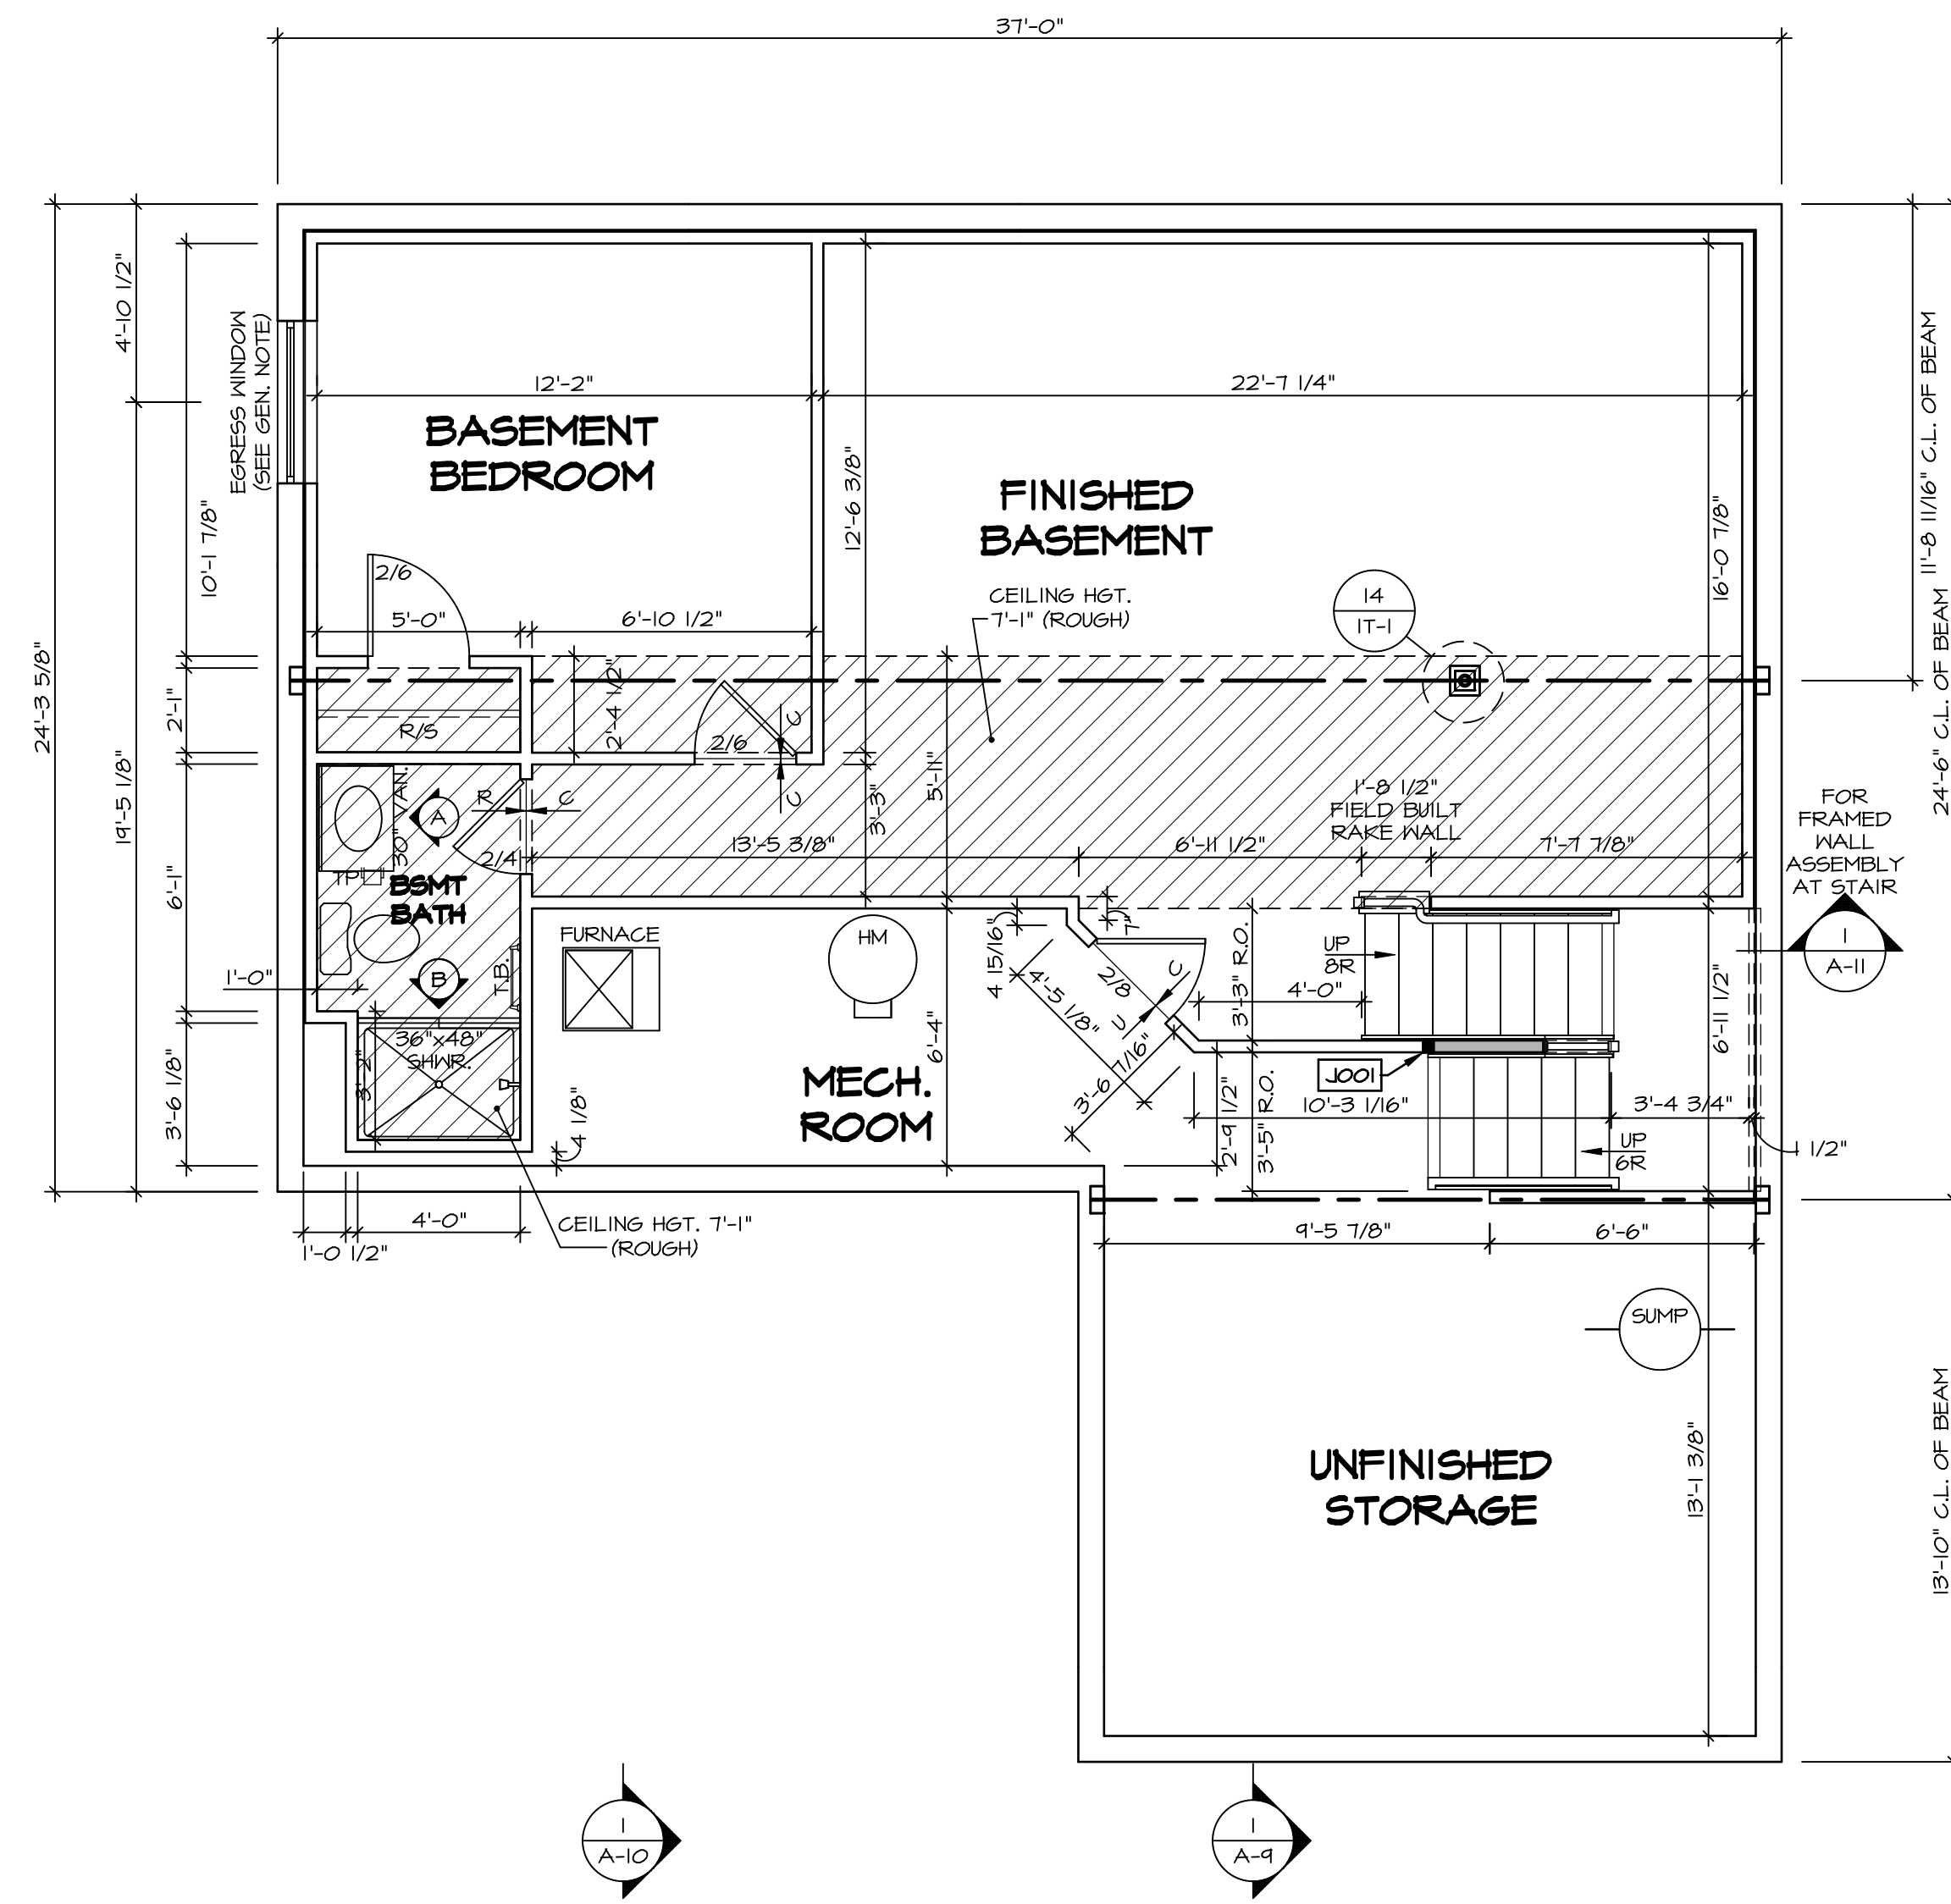 37'-0"
24'-3 5/8"
4'-10 1/2"
19'-5 1/8"
10'-1 7/8"
2'-1"
6'-1"
3'-6 1/8"
EGRESS WINDOW
(SEE GEN. NOTE)
12'-2"
22'-7 1/4"
BASEMENT
BEDROOM
12'-6 3/8"
FINISHED
BASEMENT
16'-0 7/8"
11'-8 11/16" C.L. OF BEAM
24'-6" C.L. OF BEAM
2/6
5'-0"
6'-10 1/2"
CEILING HGT.
7'-1" (ROUGH)
14
IT-1
2'-4 1/2"
R/S
2/6
C
C
3'-3"
5'-11"
1'-8 1/2"
FIELD BUILT
RAKE WALL
30" VAN.
A
R
C
2/4
13'-5 3/8"
6'-11 1/2"
7'-7 7/8"
FOR
FRAMED
WALL
ASSEMBLY
AT STAIR
1
A-11
TP
BSMT
BATH
T.B.
B
1'-0"
FURNACE
HM
4 15/16"
7"
2/8
C
C
4'-5 1/8"
3'-6 7/16"
3'-3" R.O.
4'-0"
UP
8R
6'-11 1/2"
36"x48"
SHWR.
3'-2"
4 1/8"
6'-4"
MECH.
ROOM
J001
2'-9 1/2"
3'-5" R.O.
10'-3 1/16"
3'-4 3/4"
1 1/2"
UP
6R
4'-0"
1'-0 1/2"
CEILING HGT. 7'-1"
(ROUGH)
9'-5 7/8"
6'-6"
SUMP
13'-1 3/8"
13'-10" C.L. OF BEAM
UNFINISHED
STORAGE
1
A-10
1
A-9